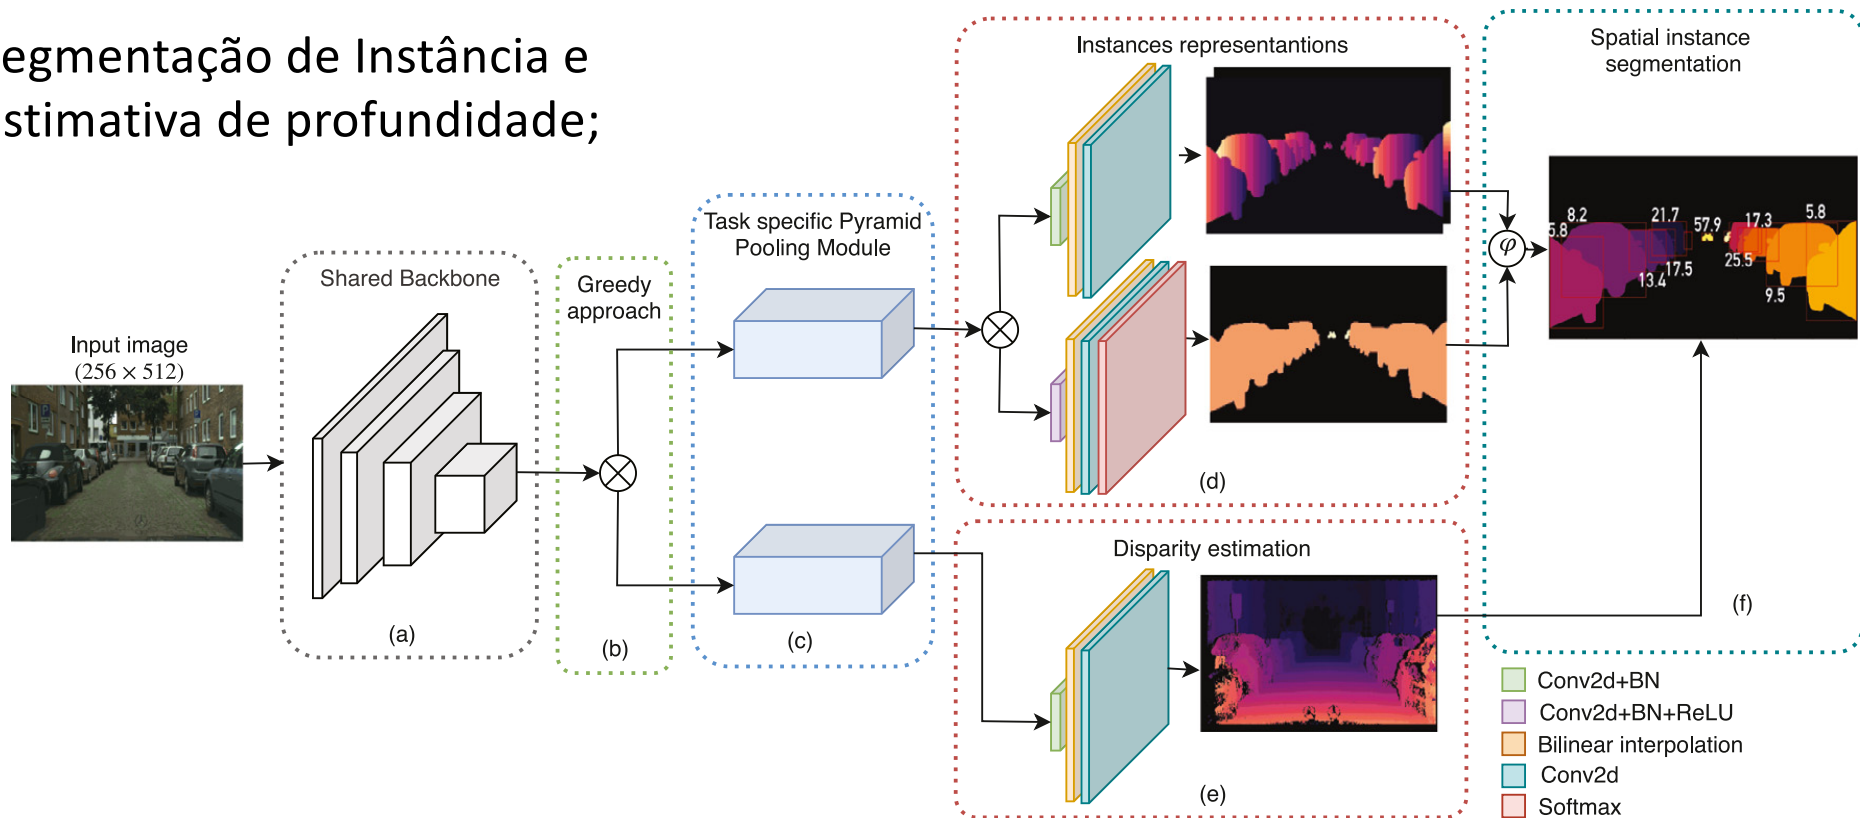 egmentação de Instância e
stimativa de profundidade;
Input image
(256 × 512)
Shared Backbone
(a)
Greedy
approach
(b)
Task specific Pyramid
Pooling Module
(c)
Instances representantions
(d)
Disparity estimation
(e)
Spatial instance
segmentation
φ
5.8
8.2
21.7
57.9
17.3
5.8
13.4
17.5
25.5
9.5
(f)
Conv2d+BN
Conv2d+BN+ReLU
Bilinear interpolation
Conv2d
Softmax